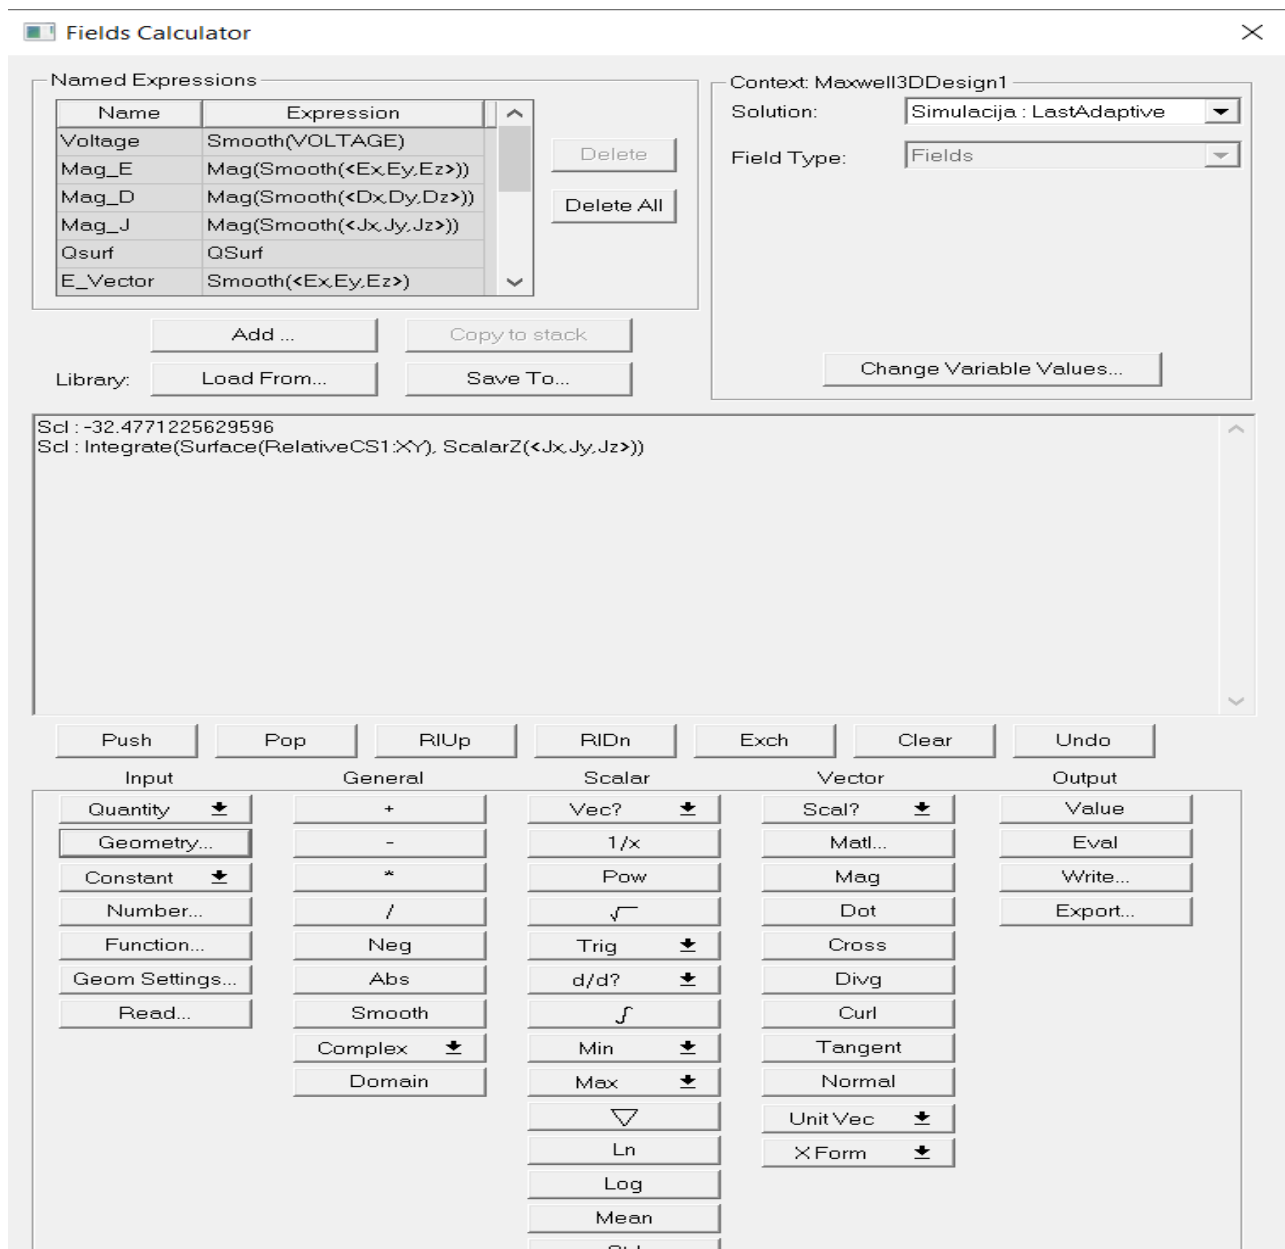 Fields Calculator
Named Expressions
Name Expression
Voltage Smooth(VOLTAGE)
Mag_E Mag(Smooth(<Ex,Ey,Ez>))
Mag_D Mag(Smooth(<Dx,Dy,Dz>))
Mag_J Mag(Smooth(<Jx,Jy,Jz>))
Qsurf QSurf
E_Vector Smooth(<Ex,Ey,Ez>)
Delete
Delete All
Add ... Copy to stack
Library: Load From... Save To...
Context: Maxwell3DDesign1
Solution: Simulacija : LastAdaptive
Field Type: Fields
Change Variable Values...
Scl : -32.4771225629596
Scl : Integrate(Surface(RelativeCS1:XY), ScalarZ(<Jx,Jy,Jz>))
Push Pop RlUp RlDn Exch Clear Undo
Input General Scalar Vector Output
Quantity + Vec? Scal? Value
Geometry... - 1/x Matl... Eval
Constant * Pow Mag Write...
Number... / √ Dot Export...
Function... Neg Trig Cross
Geom Settings... Abs d/d? Divg
Read... Smooth ∫ Curl
Complex Min Tangent
Domain Max Normal
▽ Unit Vec
Ln X Form
Log
Mean